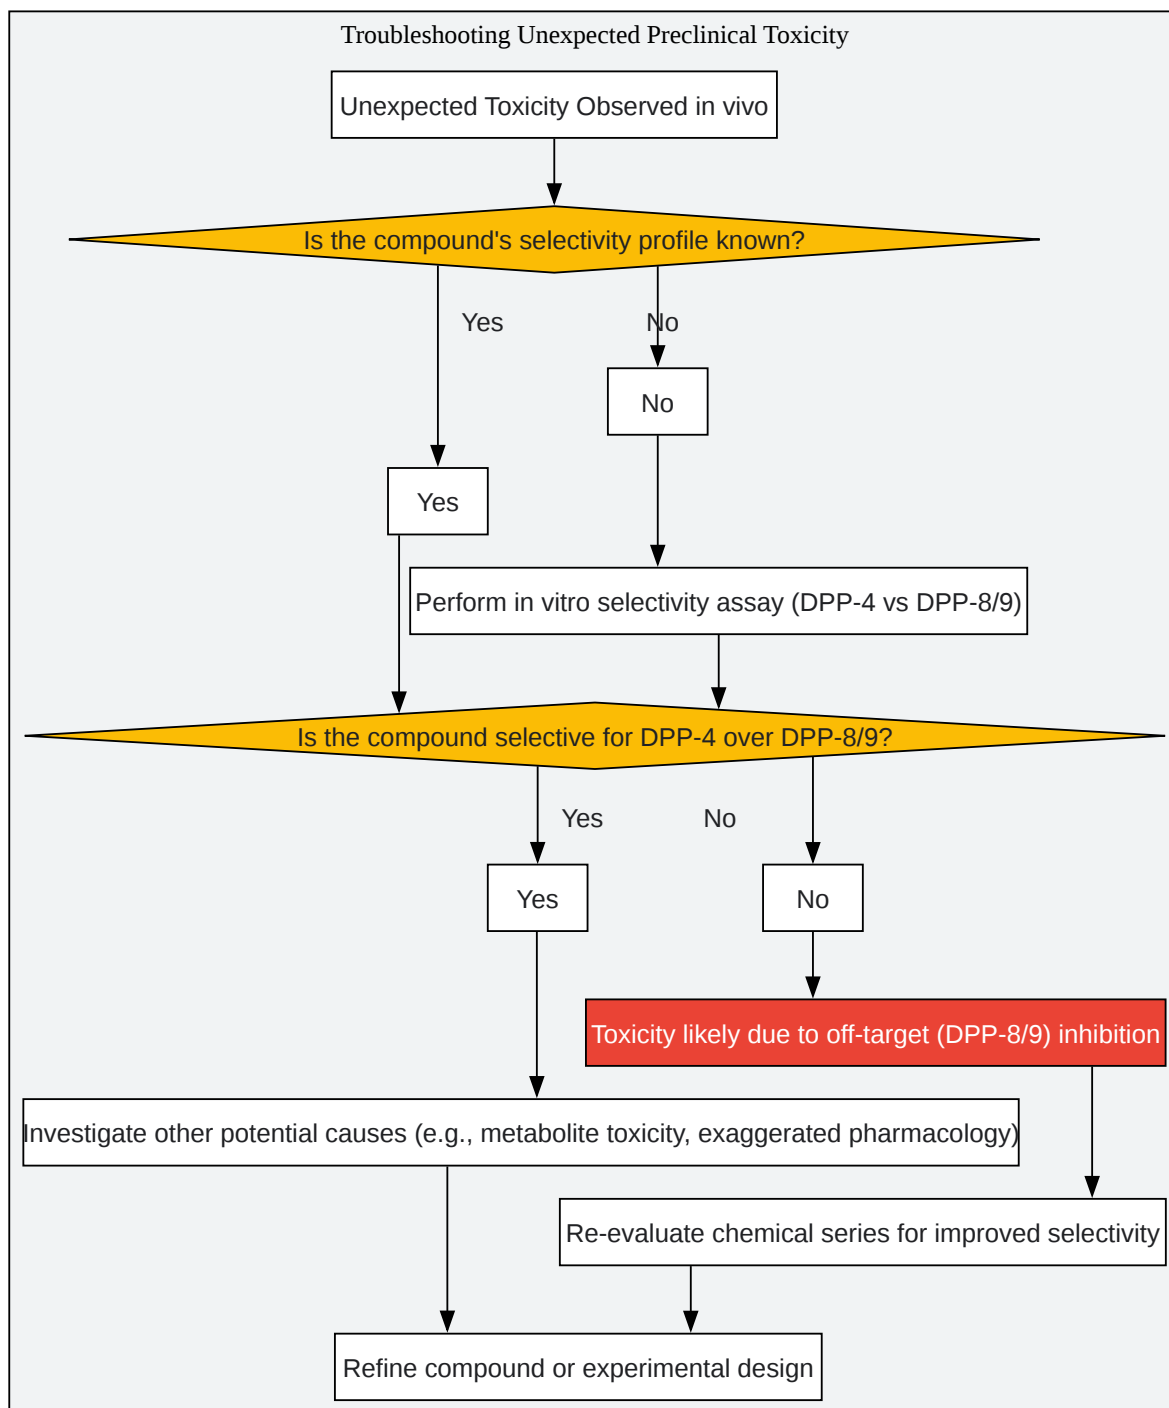 Troubleshooting Unexpected Preclinical Toxicity
Unexpected Toxicity Observed in vivo
Is the compound's selectivity profile known?
Yes
No
No
Yes
Perform in vitro selectivity assay (DPP-4 vs DPP-8/9)
Is the compound selective for DPP-4 over DPP-8/9?
Yes
No
Yes
No
Toxicity likely due to off-target (DPP-8/9) inhibition
Investigate other potential causes (e.g., metabolite toxicity, exaggerated pharmacology)
Re-evaluate chemical series for improved selectivity
Refine compound or experimental design